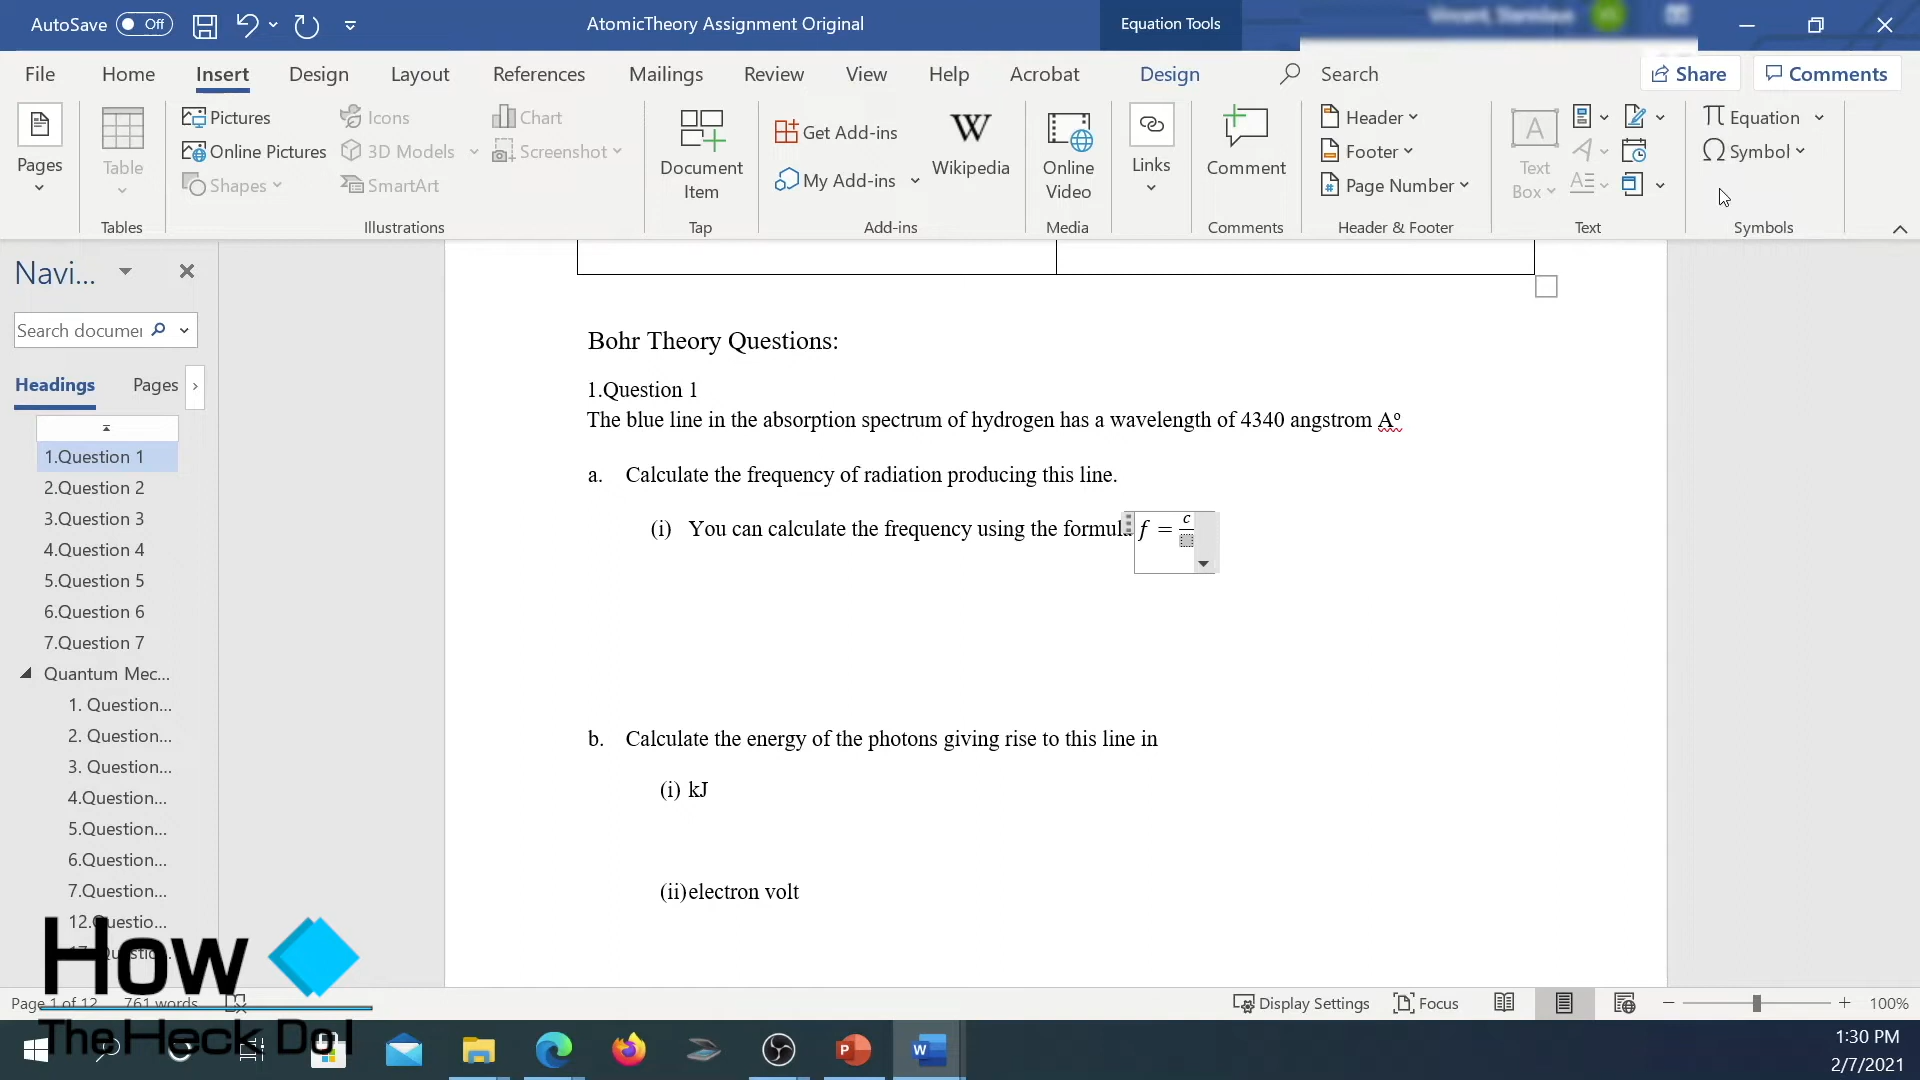 AutoSave Off AtomicTheory Assignment Original Equation Tools
File Home Insert Design Layout References Mailings Review View Help Acrobat Design Search Share Comments
Pages
Table
Pictures
Online Pictures
Shapes
Icons
3D Models
SmartArt
Chart
Screenshot
Document
Item
Get Add-ins
My Add-ins
W
Wikipedia
Online
Video
Links
Comment
Header
Footer
Page Number
A
Text
Box
Equation
Symbol
Tables Illustrations Tap Add-ins Media Comments Header & Footer Text Symbols
Navi...
Search documen
Headings Pages
1.Question 1
2.Question 2
3.Question 3
4.Question 4
5.Question 5
6.Question 6
7.Question 7
Quantum Mec...
1. Question...
2. Question...
3. Question...
4.Question...
5.Question...
6.Question...
7.Question...
12.Questio...
Bohr Theory Questions:
1.Question 1
The blue line in the absorption spectrum of hydrogen has a wavelength of 4340 angstrom Aº
a. Calculate the frequency of radiation producing this line.
(i) You can calculate the frequency using the formula f = c
b. Calculate the energy of the photons giving rise to this line in
(i) kJ
(ii)electron volt
How
The Heck Do I
Page 1 of 12 761 words
Display Settings Focus 100%
P W
1:30 PM
2/7/2021